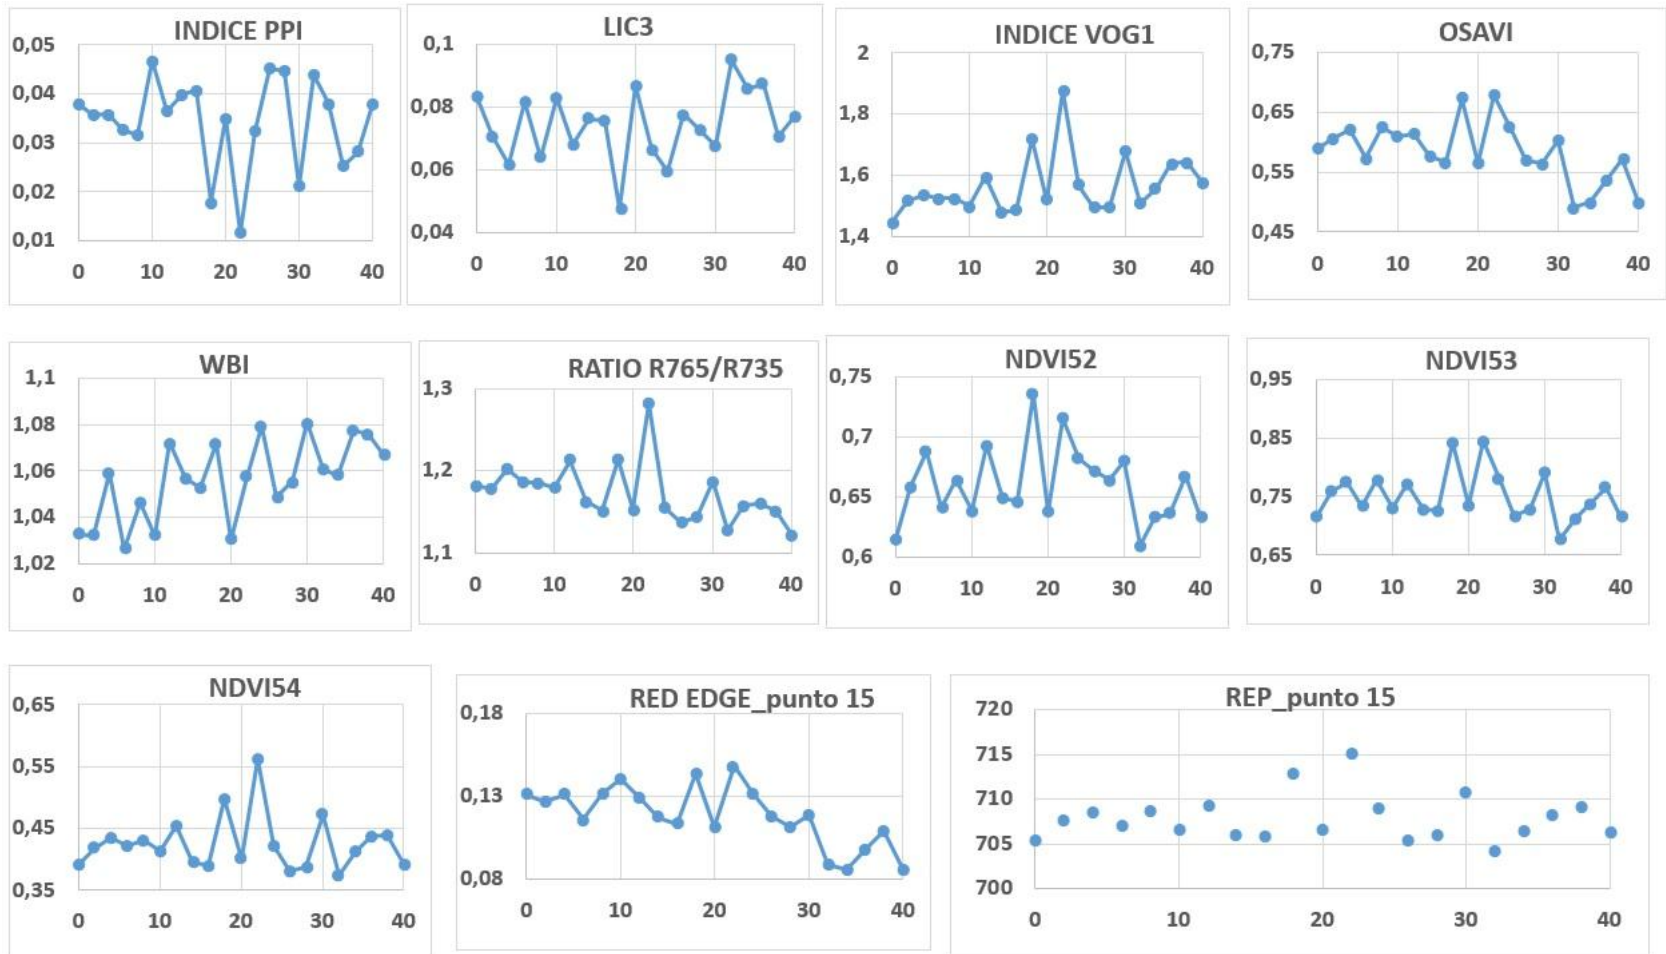 INDICE PPI
0,05
0,04
0,03
0,02
0,01
0 10 20 30 40
LIC3
0,1
0,08
0,06
0,04
0 10 20 30 40
INDICE VOG1
2
1,8
1,6
1,4
0 10 20 30 40
OSAVI
0,75
0,65
0,55
0,45
0 10 20 30 40
WBI
1,1
1,08
1,06
1,04
1,02
0 10 20 30 40
RATIO R765/R735
1,3
1,2
1,1
0 10 20 30 40
NDVI52
0,75
0,7
0,65
0,6
0 10 20 30 40
NDVI53
0,95
0,85
0,75
0,65
0 10 20 30 40
NDVI54
0,65
0,55
0,45
0,35
0 10 20 30 40
RED EDGE_punto 15
0,18
0,13
0,08
0 10 20 30 40
REP_punto 15
720
715
710
705
700
0 10 20 30 40